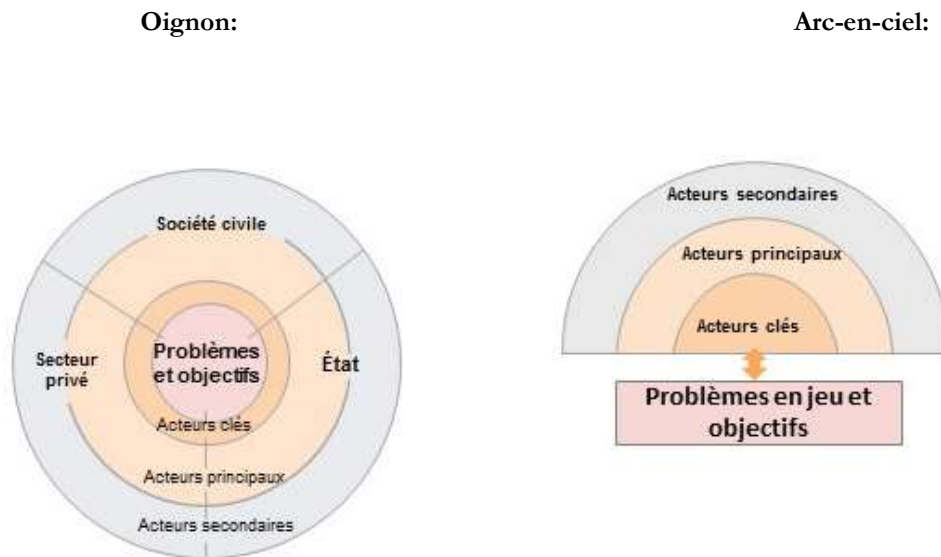 Oignon:
Arc-en-ciel:
Société civile
Secteur
privé
Problèmes
et objectifs
État
Acteurs clés
Acteurs principaux
Acteurs secondaires
Acteurs secondaires
Acteurs principaux
Acteurs clés
Problèmes en jeu et
objectifs